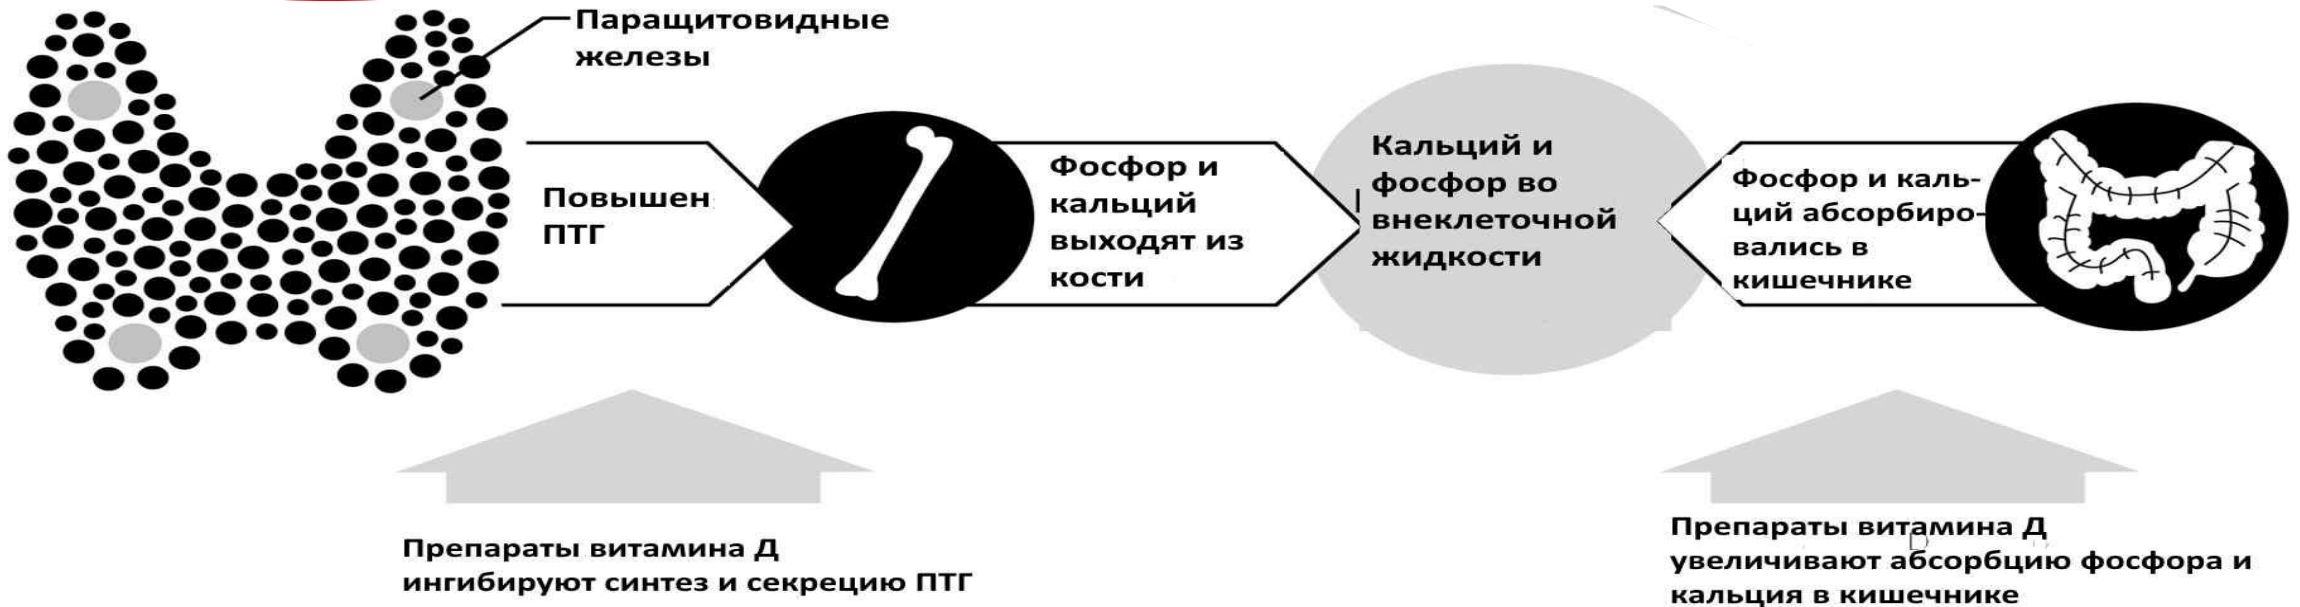 Паращитовидные
железы
Повышен
ПТГ
Фосфор и
кальций
выходят из
кости
Кальций и
фосфор во
внеклеточной
жидкости
Фосфор и каль-
ций абсорбиро-
вались в
кишечнике
Препараты витамина Д
ингибируют синтез и секрецию ПТГ
Препараты витамина Д
увеличивают абсорбцию фосфора и
кальция в кишечнике